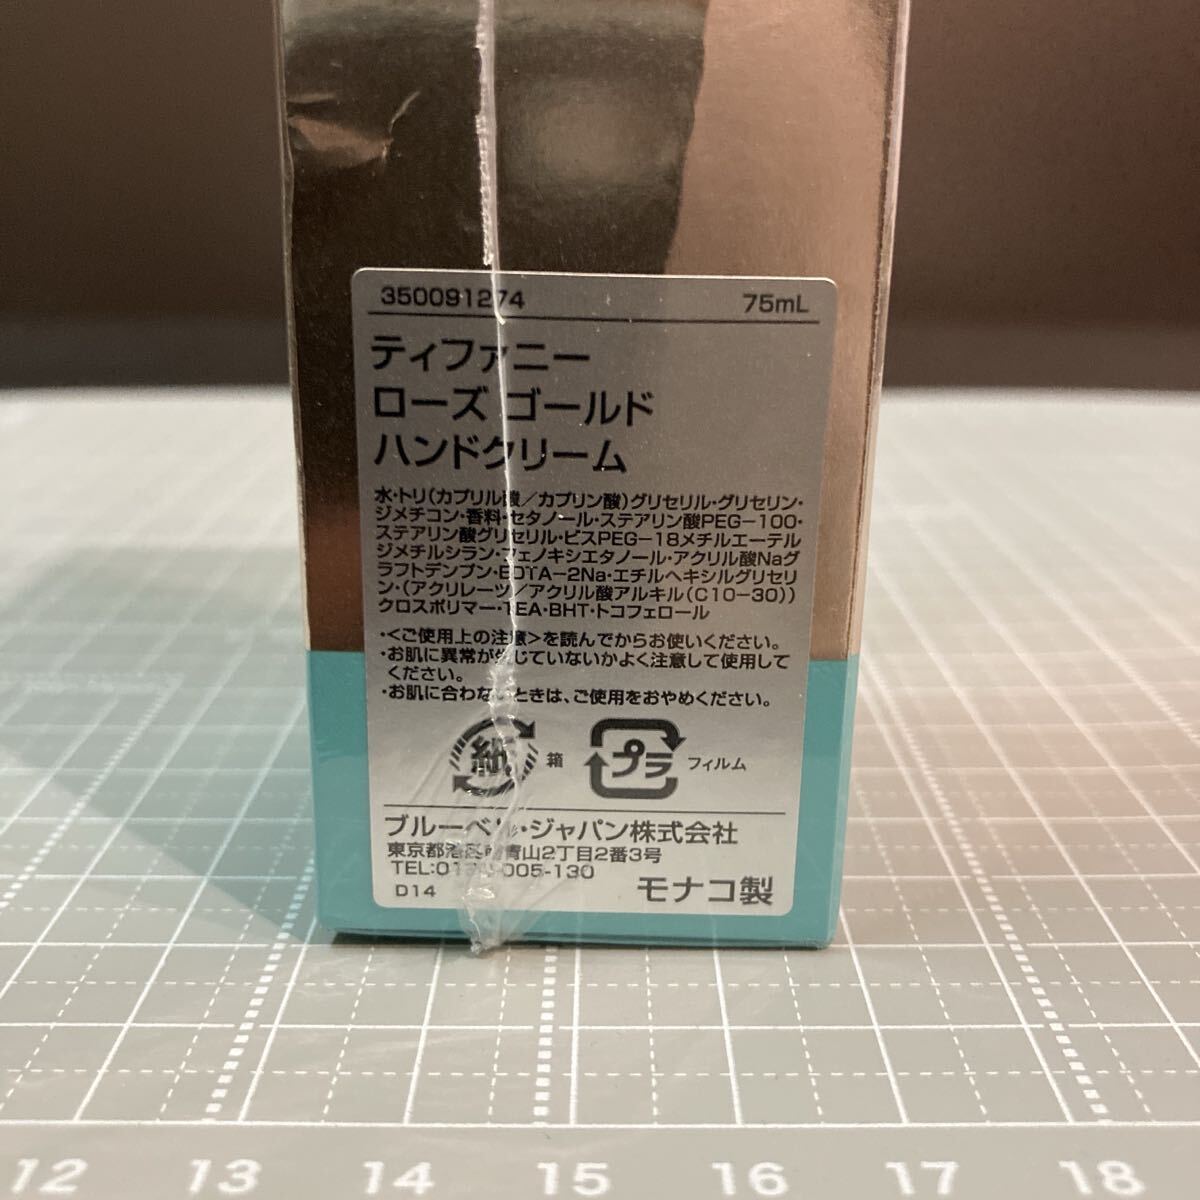 350091274 75mL
ティファニー
ローズ ゴールド
ハンドクリーム
水・トリ(カプリル酸/カプリン酸)グリセリル・グリセリン・
ジメチコン・香料・セタノール・ステアリン酸PEG-100・
ステアリン酸グリセリル・ビスPEG-18メチルエーテル
ジメチルシラン・フェノキシエタノール・アクリル酸Naグ
ラフトデンプン・EDTA-2Na・エチルヘキシルグリセリ
ン・(アクリレーツ/アクリル酸アルキル(C10-30))
クロスポリマー・TEA・BHT・トコフェロール
・<ご使用上の注意>を読んでからお使いください。
・お肌に異常が生じていないかよく注意して使用して
ください。
・お肌に合わないときは、ご使用をおやめください。
紙 箱 プラ フィルム
ブルーベル・ジャパン株式会社
東京都港区南青山2丁目2番3号
TEL: 005-130
D14 モナコ製
12 13 14 15 16 17 18